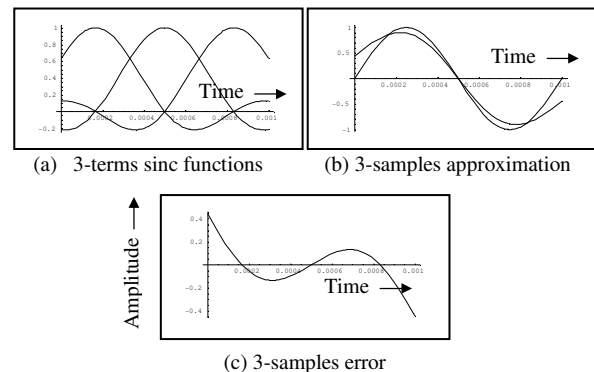 1
0.8
0.6
0.4
0.2
-0.2
Time
0.0002 0.0004 0.0006 0.0008 0.001
(a) 3-terms sinc functions
1
0.5
-0.5
-1
Time
0.0002 0.0004 0.0006 0.0008 0.001
(b) 3-samples approximation
Amplitude
0.4
0.2
-0.2
-0.4
0.0002 0.0004 0.0006 0.0008 0.001
Time
(c) 3-samples error